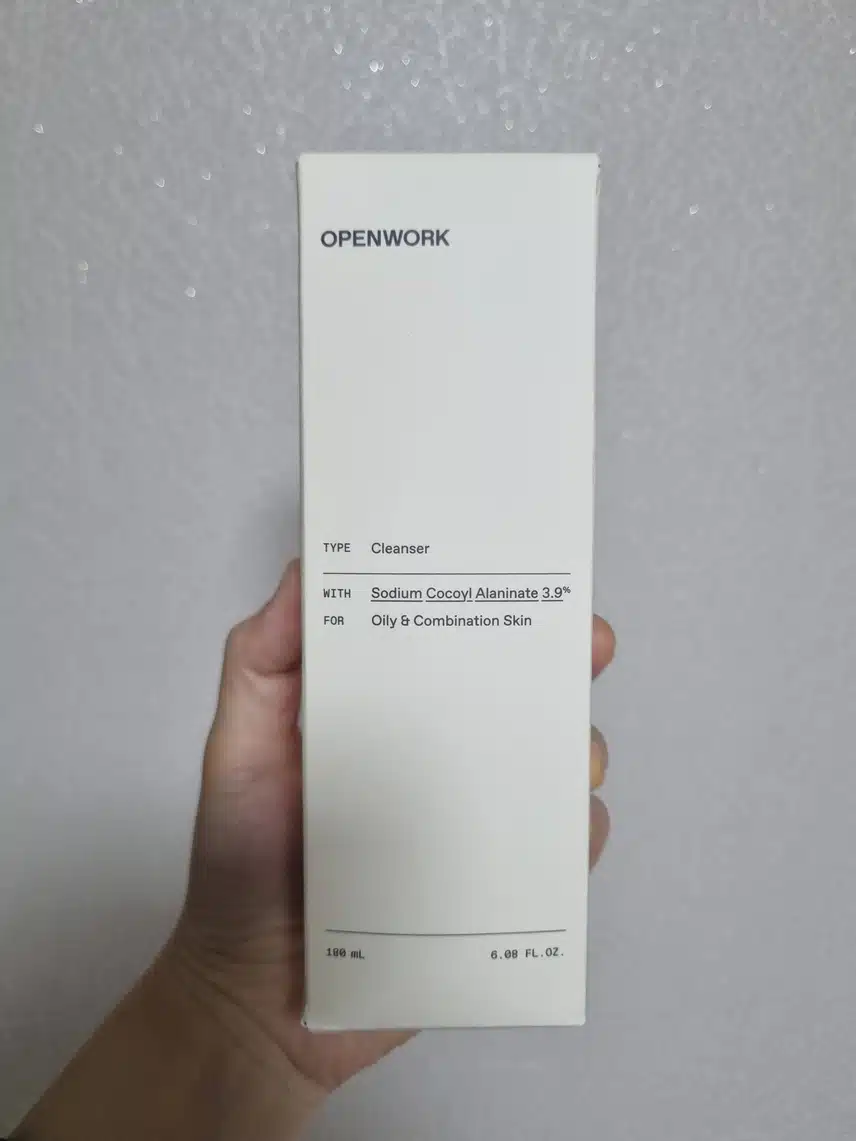 OPENWORK
TYPE Cleanser
WITH Sodium Cocoyl Alaninate 3.9%
FOR Oily & Combination Skin
180 mL 6.08 FL.OZ.